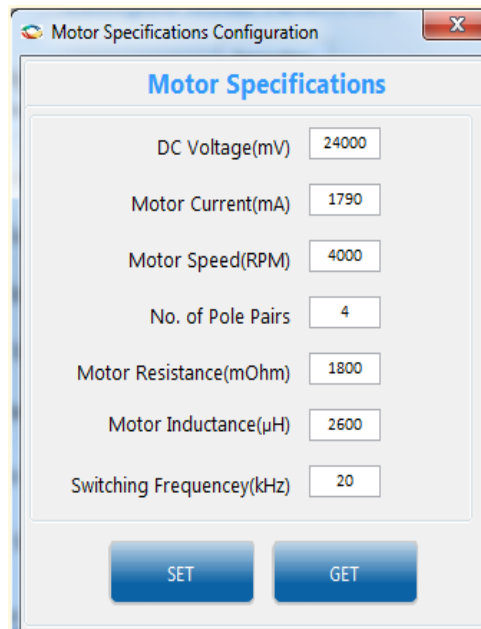 Motor Specifications Configuration
X
Motor Specifications
DC Voltage(mV) 24000
Motor Current(mA) 1790
Motor Speed(RPM) 4000
No. of Pole Pairs 4
Motor Resistance(mOhm) 1800
Motor Inductance(µH) 2600
Switching Frequencey(kHz) 20
SET GET